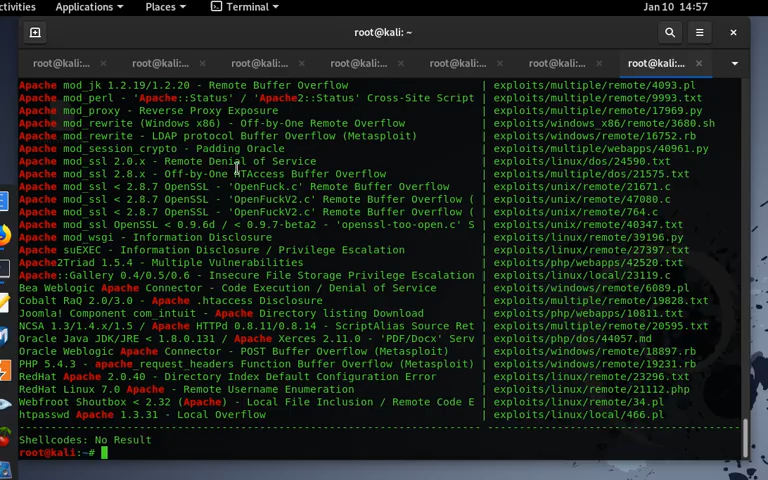 Activities Applications Places Terminal Jan 10 14:57
root@kali: ~
root@kali:... root@kali:... root@kali:... root@kali:... root@kali:... root@kali:... root@kali:...
Apache mod_jk 1.2.19/1.2.20 - Remote Buffer Overflow | exploits/multiple/remote/4093.pl
Apache mod_perl - 'Apache::Status' / 'Apache2::Status' Cross-Site Script | exploits/multiple/remote/9993.txt
Apache mod_proxy - Reverse Proxy Exposure | exploits/multiple/remote/17969.py
Apache mod_rewrite (Windows x86) - Off-by-One Remote Overflow | exploits/windows_x86/remote/3680.sh
Apache mod_rewrite - LDAP protocol Buffer Overflow (Metasploit) | exploits/windows/remote/16752.rb
Apache mod_session_crypto - Padding Oracle | exploits/multiple/webapps/40961.py
Apache mod_ssl 2.0.x - Remote Denial of Service | exploits/linux/dos/24590.txt
Apache mod_ssl 2.8.x - Off-by-One HTAccess Buffer Overflow | exploits/multiple/dos/21575.txt
Apache mod_ssl < 2.8.7 OpenSSL - 'OpenFuck.c' Remote Buffer Overflow | exploits/unix/remote/21671.c
Apache mod_ssl < 2.8.7 OpenSSL - 'OpenFuckV2.c' Remote Buffer Overflow ( | exploits/unix/remote/47080.c
Apache mod_ssl < 2.8.7 OpenSSL - 'OpenFuckV2.c' Remote Buffer Overflow ( | exploits/unix/remote/764.c
Apache mod_ssl OpenSSL < 0.9.6d / < 0.9.7-beta2 - 'openssl-too-open.c' S | exploits/unix/remote/40347.txt
Apache mod_wsgi - Information Disclosure | exploits/linux/remote/39196.py
Apache suEXEC - Information Disclosure / Privilege Escalation | exploits/linux/remote/27397.txt
Apache2Triad 1.5.4 - Multiple Vulnerabilities | exploits/php/webapps/42520.txt
Apache::Gallery 0.4/0.5/0.6 - Insecure File Storage Privilege Escalation | exploits/linux/local/23119.c
Bea Weblogic Apache Connector - Code Execution / Denial of Service | exploits/windows/remote/6089.pl
Cobalt RaQ 2.0/3.0 - Apache .htaccess Disclosure | exploits/multiple/remote/19828.txt
Joomla! Component com_intuit - Apache Directory listing Download | exploits/php/webapps/10811.txt
NCSA 1.3/1.4.x/1.5 / Apache HTTPd 0.8.11/0.8.14 - ScriptAlias Source Ret | exploits/multiple/remote/20595.txt
Oracle Java JDK/JRE < 1.8.0.131 / Apache Xerces 2.11.0 - 'PDF/Docx' Serv | exploits/php/dos/44057.md
Oracle Weblogic Apache Connector - POST Buffer Overflow (Metasploit) | exploits/windows/remote/18897.rb
PHP 5.4.3 - apache_request_headers Function Buffer Overflow (Metasploit) | exploits/windows/remote/19231.rb
RedHat Apache 2.0.40 - Directory Index Default Configuration Error | exploits/linux/remote/23296.txt
RedHat Linux 7.0 Apache - Remote Username Enumeration | exploits/linux/remote/21112.php
Webfroot Shoutbox < 2.32 (Apache) - Local File Inclusion / Remote Code E | exploits/linux/remote/34.pl
htpasswd Apache 1.3.31 - Local Overflow | exploits/linux/local/466.pl
Shellcodes: No Result
root@kali:~#